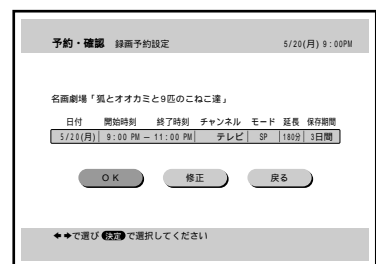 予約・確認 録画予約設定 5/20(月) 9:00PM
名画劇場「狐とオオカミと9匹のこねこ達」
日付 開始時刻 終了時刻 チャンネル モード 延長 保存期間
5/20(月) 9:00 PM – 11:00 PM テレビ SP 180分 3日間
OK 修正 戻る
←→で選び 決定 で選択してください